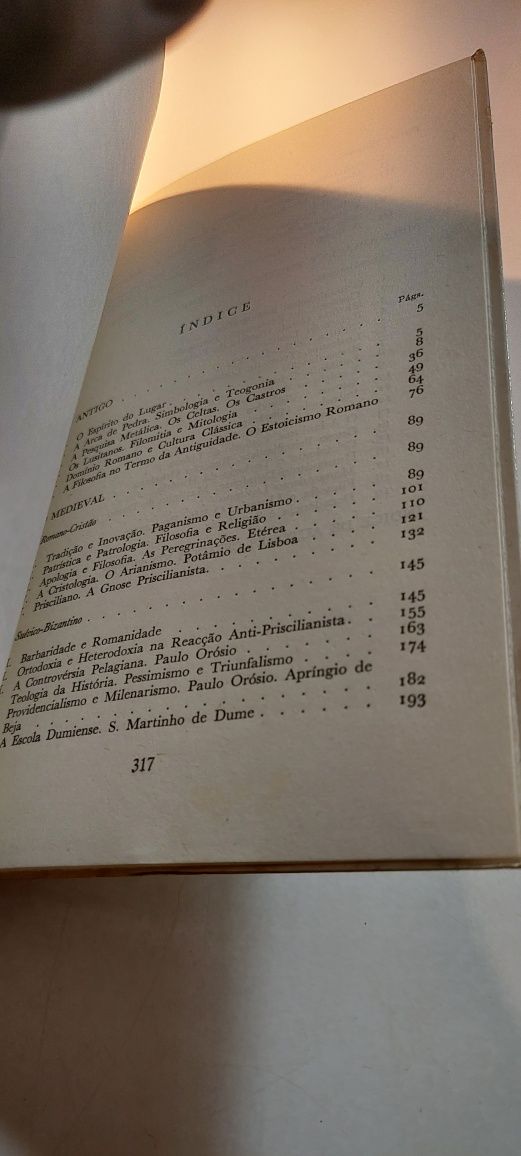 ÍNDICE
Págs.
ANTIGO . . . . . . . . . . 5
O Espírito do Lugar . . . . . . . . 5
A Arca de Pedra. Simbologia e Teogonia . . . . 8
A Pesquisa Metálica. Os Celtas. Os Castros . . . . 36
Os Lusitanos. Filomitia e Mitologia . . . . 49
Domínio Romano e Cultura Clássica . . . . 64
A Filosofia no Termo da Antiguidade. O Estoicismo Romano 76
MEDIEVAL . . . . . . . . . . 89
Romano-Cristão . . . . . . . . . . 89
Tradição e Inovação. Paganismo e Urbanismo . . . . 89
Patrística e Patrologia. Filosofia e Religião . . . . 101
Apologia e Filosofia. As Peregrinações. Etérea . . . . 110
A Cristologia. O Arianismo. Potâmio de Lisboa . . . . 121
Prisciliano. A Gnose Priscilianista. . . . . . . 132
Suévico-Bizantino . . . . . . . . . . 145
I. Barbaridade e Romanidade . . . . . . . 145
Ortodoxia e Heterodoxia na Reacção Anti-Priscilianista . . 155
A Controvérsia Pelagiana. Paulo Orósio . . . . . 163
Teologia da História. Pessimismo e Triunfalismo . . . . 174
Providencialismo e Milenarismo. Paulo Orósio. Apríngio de
Beja . . . . . . . . . . 182
A Escola Dumiense. S. Martinho de Dume . . . . . . 193
317